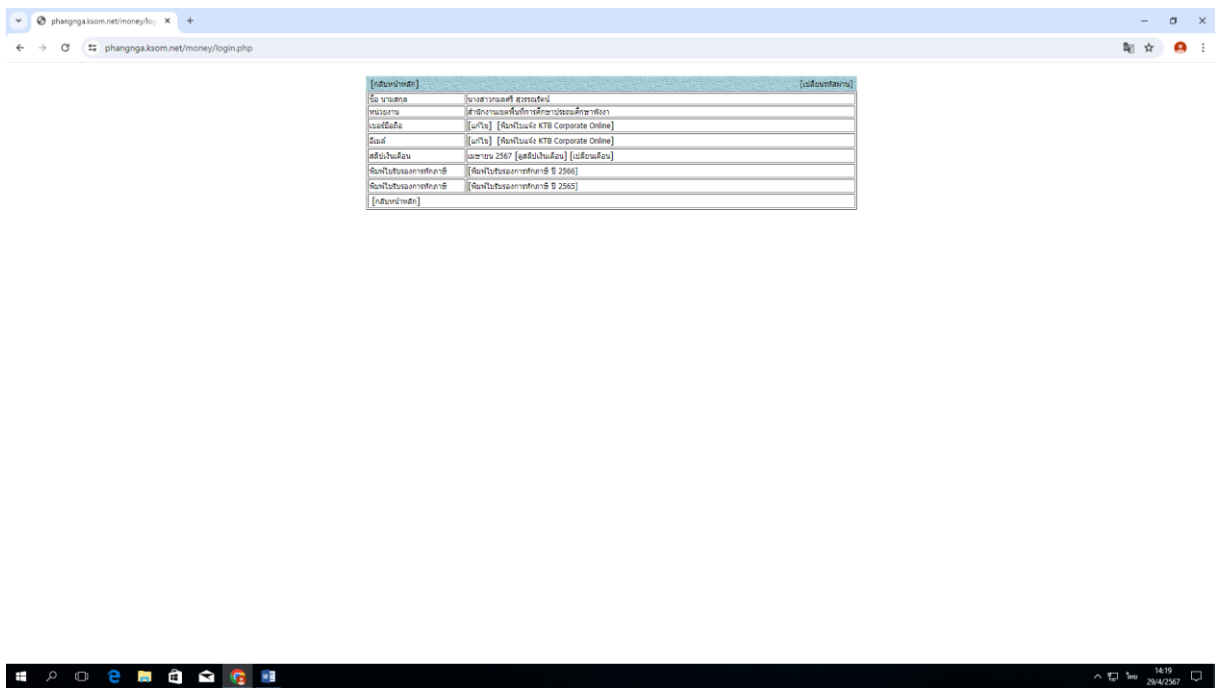 phangnga.ksom.net/money/log
phangnga.ksom.net/money/login.php
[กลับหน้าหลัก] [เปลี่ยนรหัสผ่าน]
ชื่อ นามสกุล นางสาวกมลศรี สุวรรณรัตน์
หน่วยงาน สำนักงานเขตพื้นที่การศึกษาประถมศึกษาพังงา
เบอร์มือถือ [แก้ไข] [พิมพ์ใบแจ้ง KTB Corporate Online]
อีเมล์ [แก้ไข] [พิมพ์ใบแจ้ง KTB Corporate Online]
สลิปเงินเดือน เมษายน 2567 [ดูสลิปเงินเดือน] [เปลี่ยนเดือน]
พิมพ์ใบรับรองการหักภาษี [พิมพ์ใบรับรองการหักภาษี ปี 2566]
พิมพ์ใบรับรองการหักภาษี [พิมพ์ใบรับรองการหักภาษี ปี 2565]
[กลับหน้าหลัก]
ไทย
14:19
29/4/2567